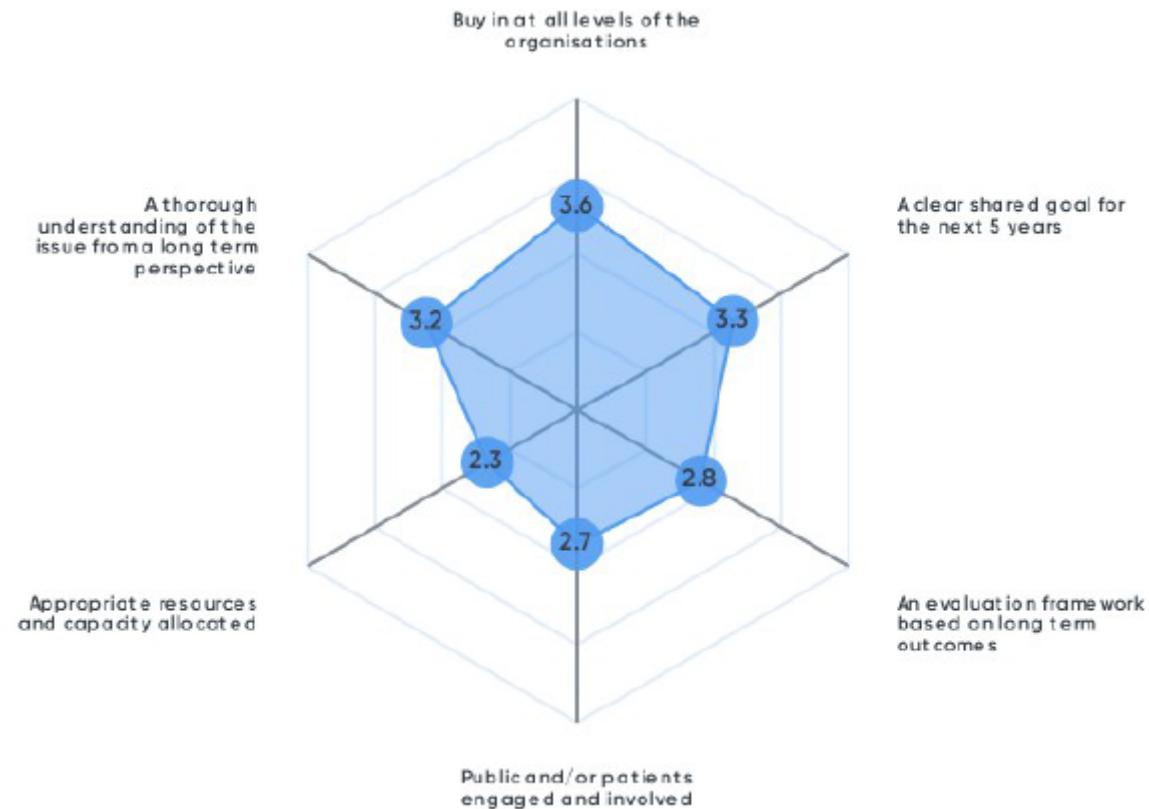 Buy in at all levels of the
organisations
A thorough
understanding of the
issue from a long term
perspective
A clear shared goal for
the next 5 years
3.6
3.2
3.3
2.3
2.8
2.7
Appropriate resources
and capacity allocated
An evaluation framework
based on long term
outcomes
Public and/or patients
engaged and involved